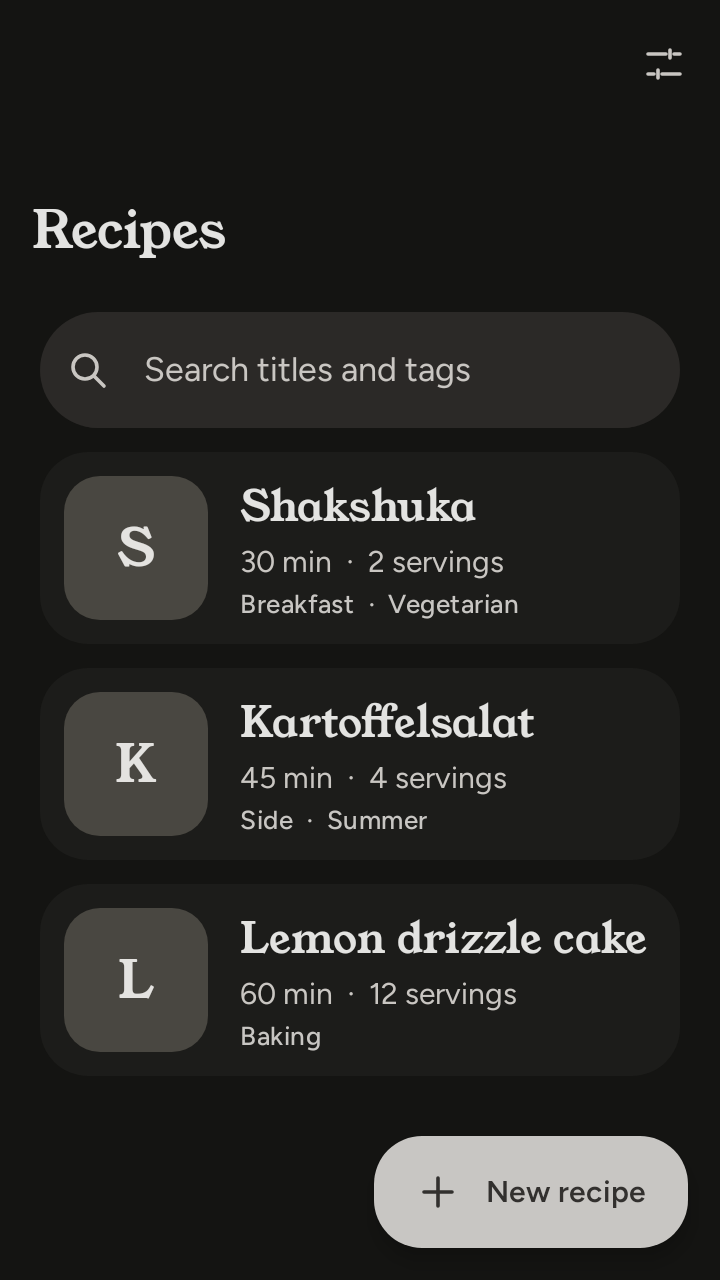 Recipes
Search titles and tags
S
Shakshuka
30 min · 2 servings
Breakfast · Vegetarian
K
Kartoffelsalat
45 min · 4 servings
Side · Summer
L
Lemon drizzle cake
60 min · 12 servings
Baking
New recipe